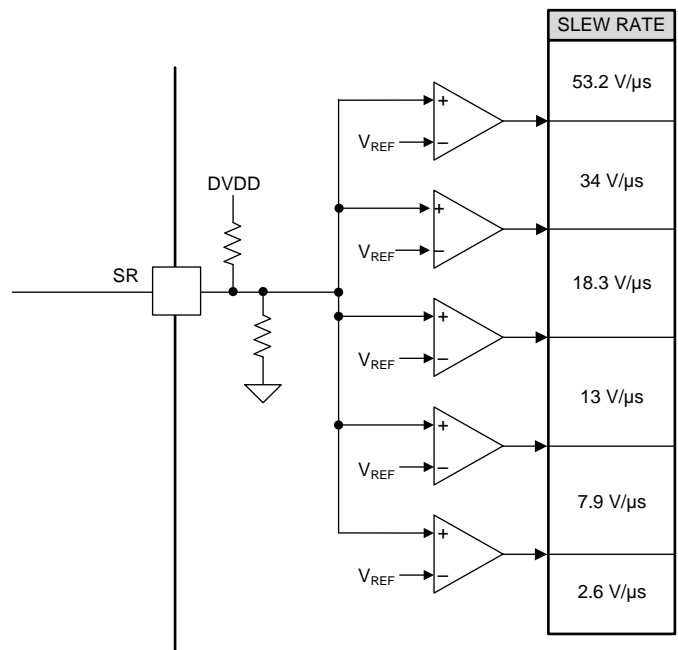 SLEW RATE
53.2 V/µs
+
VREF
−
34 V/µs
DVDD
+
VREF
−
SR
18.3 V/µs
+
VREF
−
13 V/µs
+
VREF
−
7.9 V/µs
+
VREF
−
2.6 V/µs